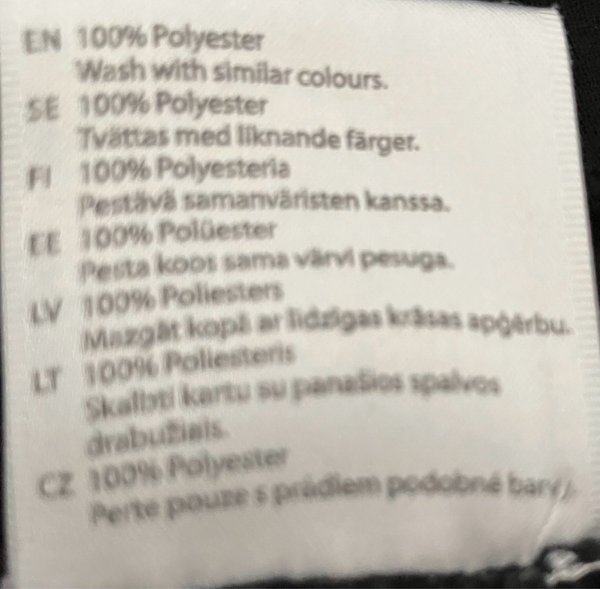 EN 100% Polyester
Wash with similar colours.
SE 100% Polyester
Tvättas med liknande färger.
FI 100% Polyesteria
Pestävä samanväristen kanssa.
EE 100% Polüester
Pesta koos sama värvi pesuga.
LV 100% Poliesters
Mazgāt kopā ar līdzīgas krāsas apģērbu.
LT 100% Poliesteris
Skalbti kartu su panašios spalvos
drabužiais.
CZ 100% Polyester
Perte pouze s prádlem podobné barvy.